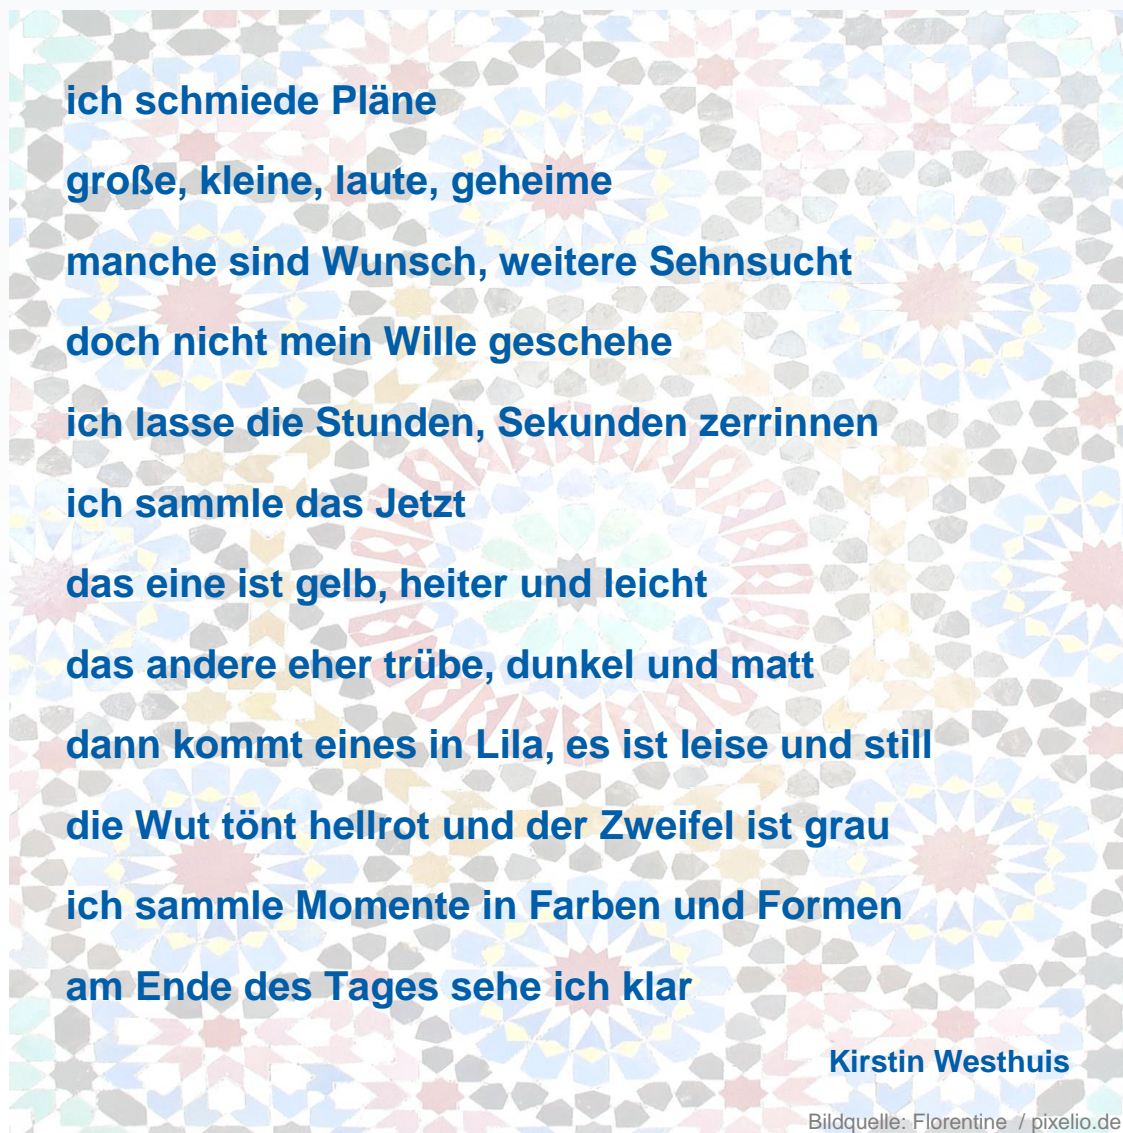 ich schmiede Pläne
große, kleine, laute, geheime
manche sind Wunsch, weitere Sehnsucht
doch nicht mein Wille geschehe
ich lasse die Stunden, Sekunden zerrinnen
ich sammle das Jetzt
das eine ist gelb, heiter und leicht
das andere eher trübe, dunkel und matt
dann kommt eines in Lila, es ist leise und still
die Wut tönt hellrot und der Zweifel ist grau
ich sammle Momente in Farben und Formen
am Ende des Tages sehe ich klar
Kirstin Westhuis
Bildquelle: Florentine / pixelio.de